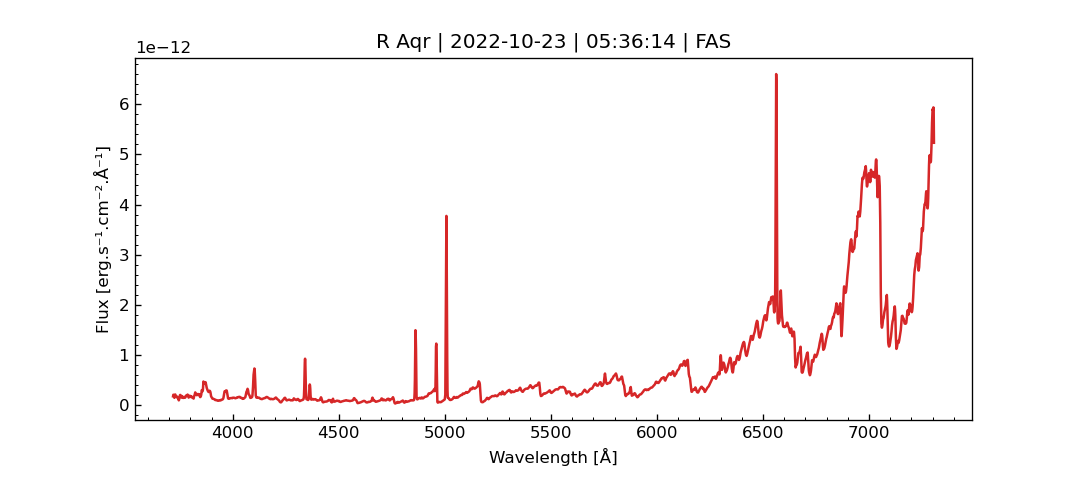 R Aqr | 2022-10-23 | 05:36:14 | FAS
1e−12
6
5
4
3
2
1
0
Flux [erg.s⁻¹.cm⁻².Å⁻¹]
4000 4500 5000 5500 6000 6500 7000
Wavelength [Å]